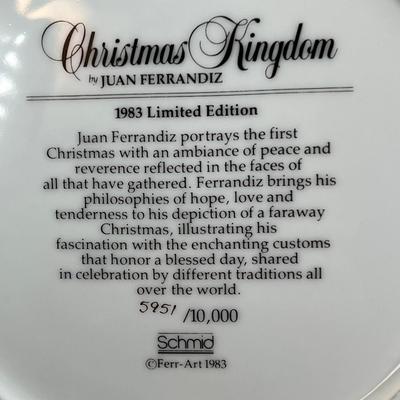 Christmas Kingdom
by JUAN FERRANDIZ
1983 Limited Edition
Juan Ferrandiz portrays the first
Christmas with an ambiance of peace and
reverence reflected in the faces of
all that have gathered. Ferrandiz brings his
philosophies of hope, love and
tenderness to his depiction of a faraway
Christmas, illustrating his
fascination with the enchanting customs
that honor a blessed day, shared
in celebration by different traditions all
over the world.
5951/10,000
Schmid
©Ferr-Art 1983